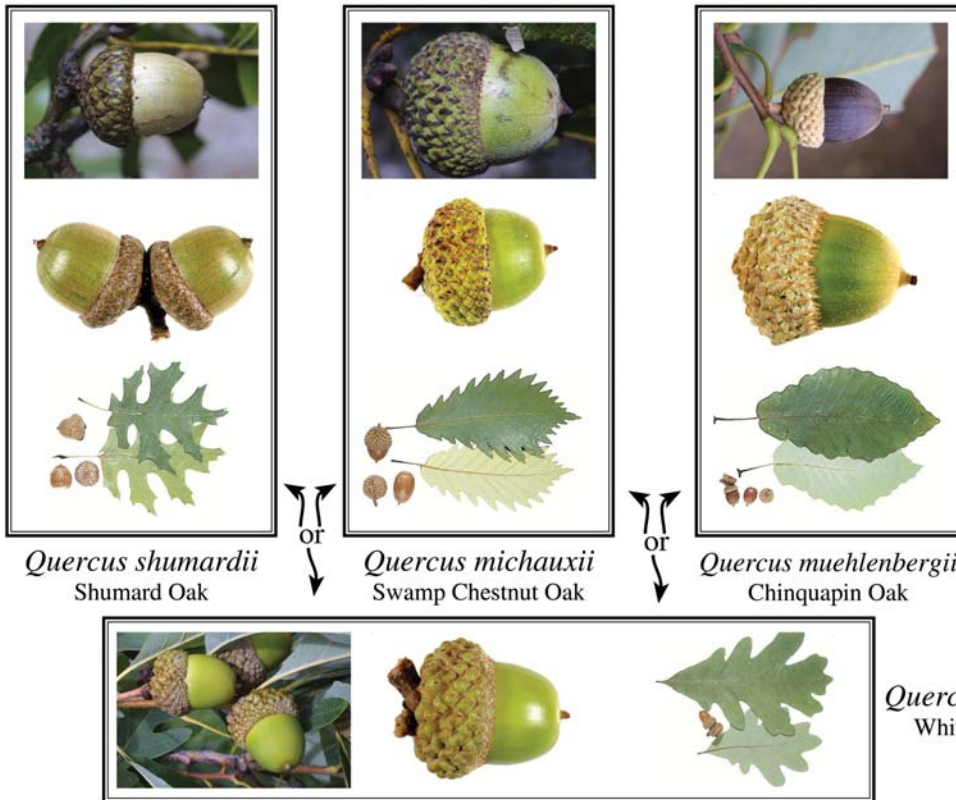 or
or
Quercus shumardii
Shumard Oak
Quercus michauxii
Swamp Chestnut Oak
Quercus muehlenbergii
Chinquapin Oak